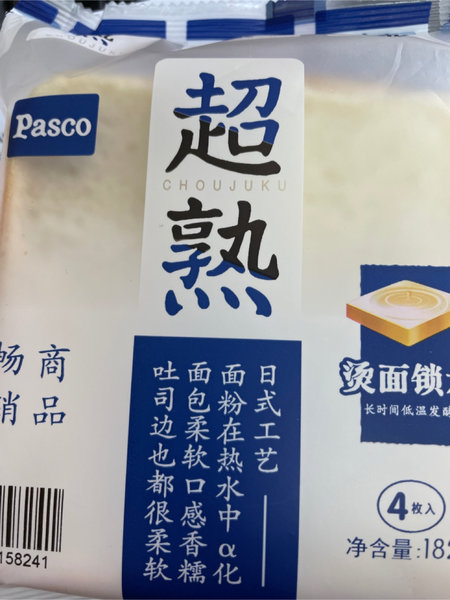 Pasco
超熟
CHOUJUKU
商品
畅销
日式工艺
面粉在热水中α化
面包柔软口感香糯
吐司边也都很柔软
烫面锁
长时间低温发酵
4枚入
净含量:182
158241